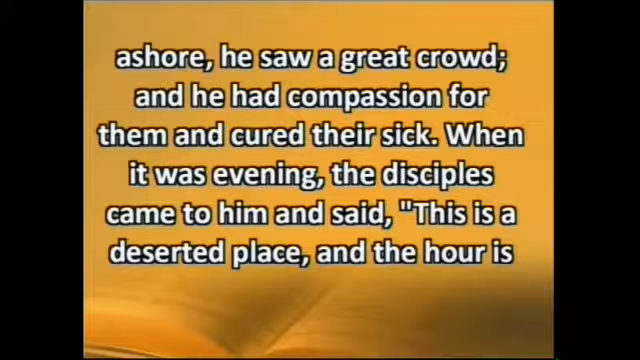 ashore, he saw a great crowd;
and he had compassion for
them and cured their sick. When
it was evening, the disciples
came to him and said, "This is a
deserted place, and the hour is